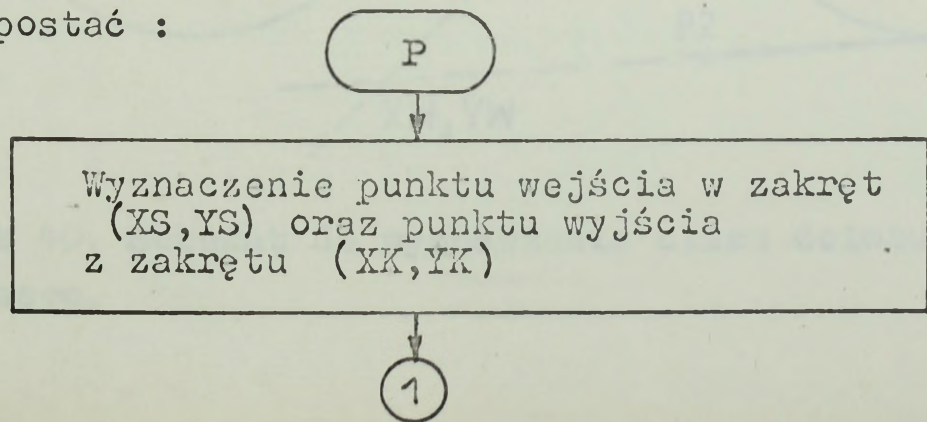 postać :
P
Wyznaczenie punktu wejścia w zakręt
(XS,YS) oraz punktu wyjścia
z zakrętu (XK,YK)
1